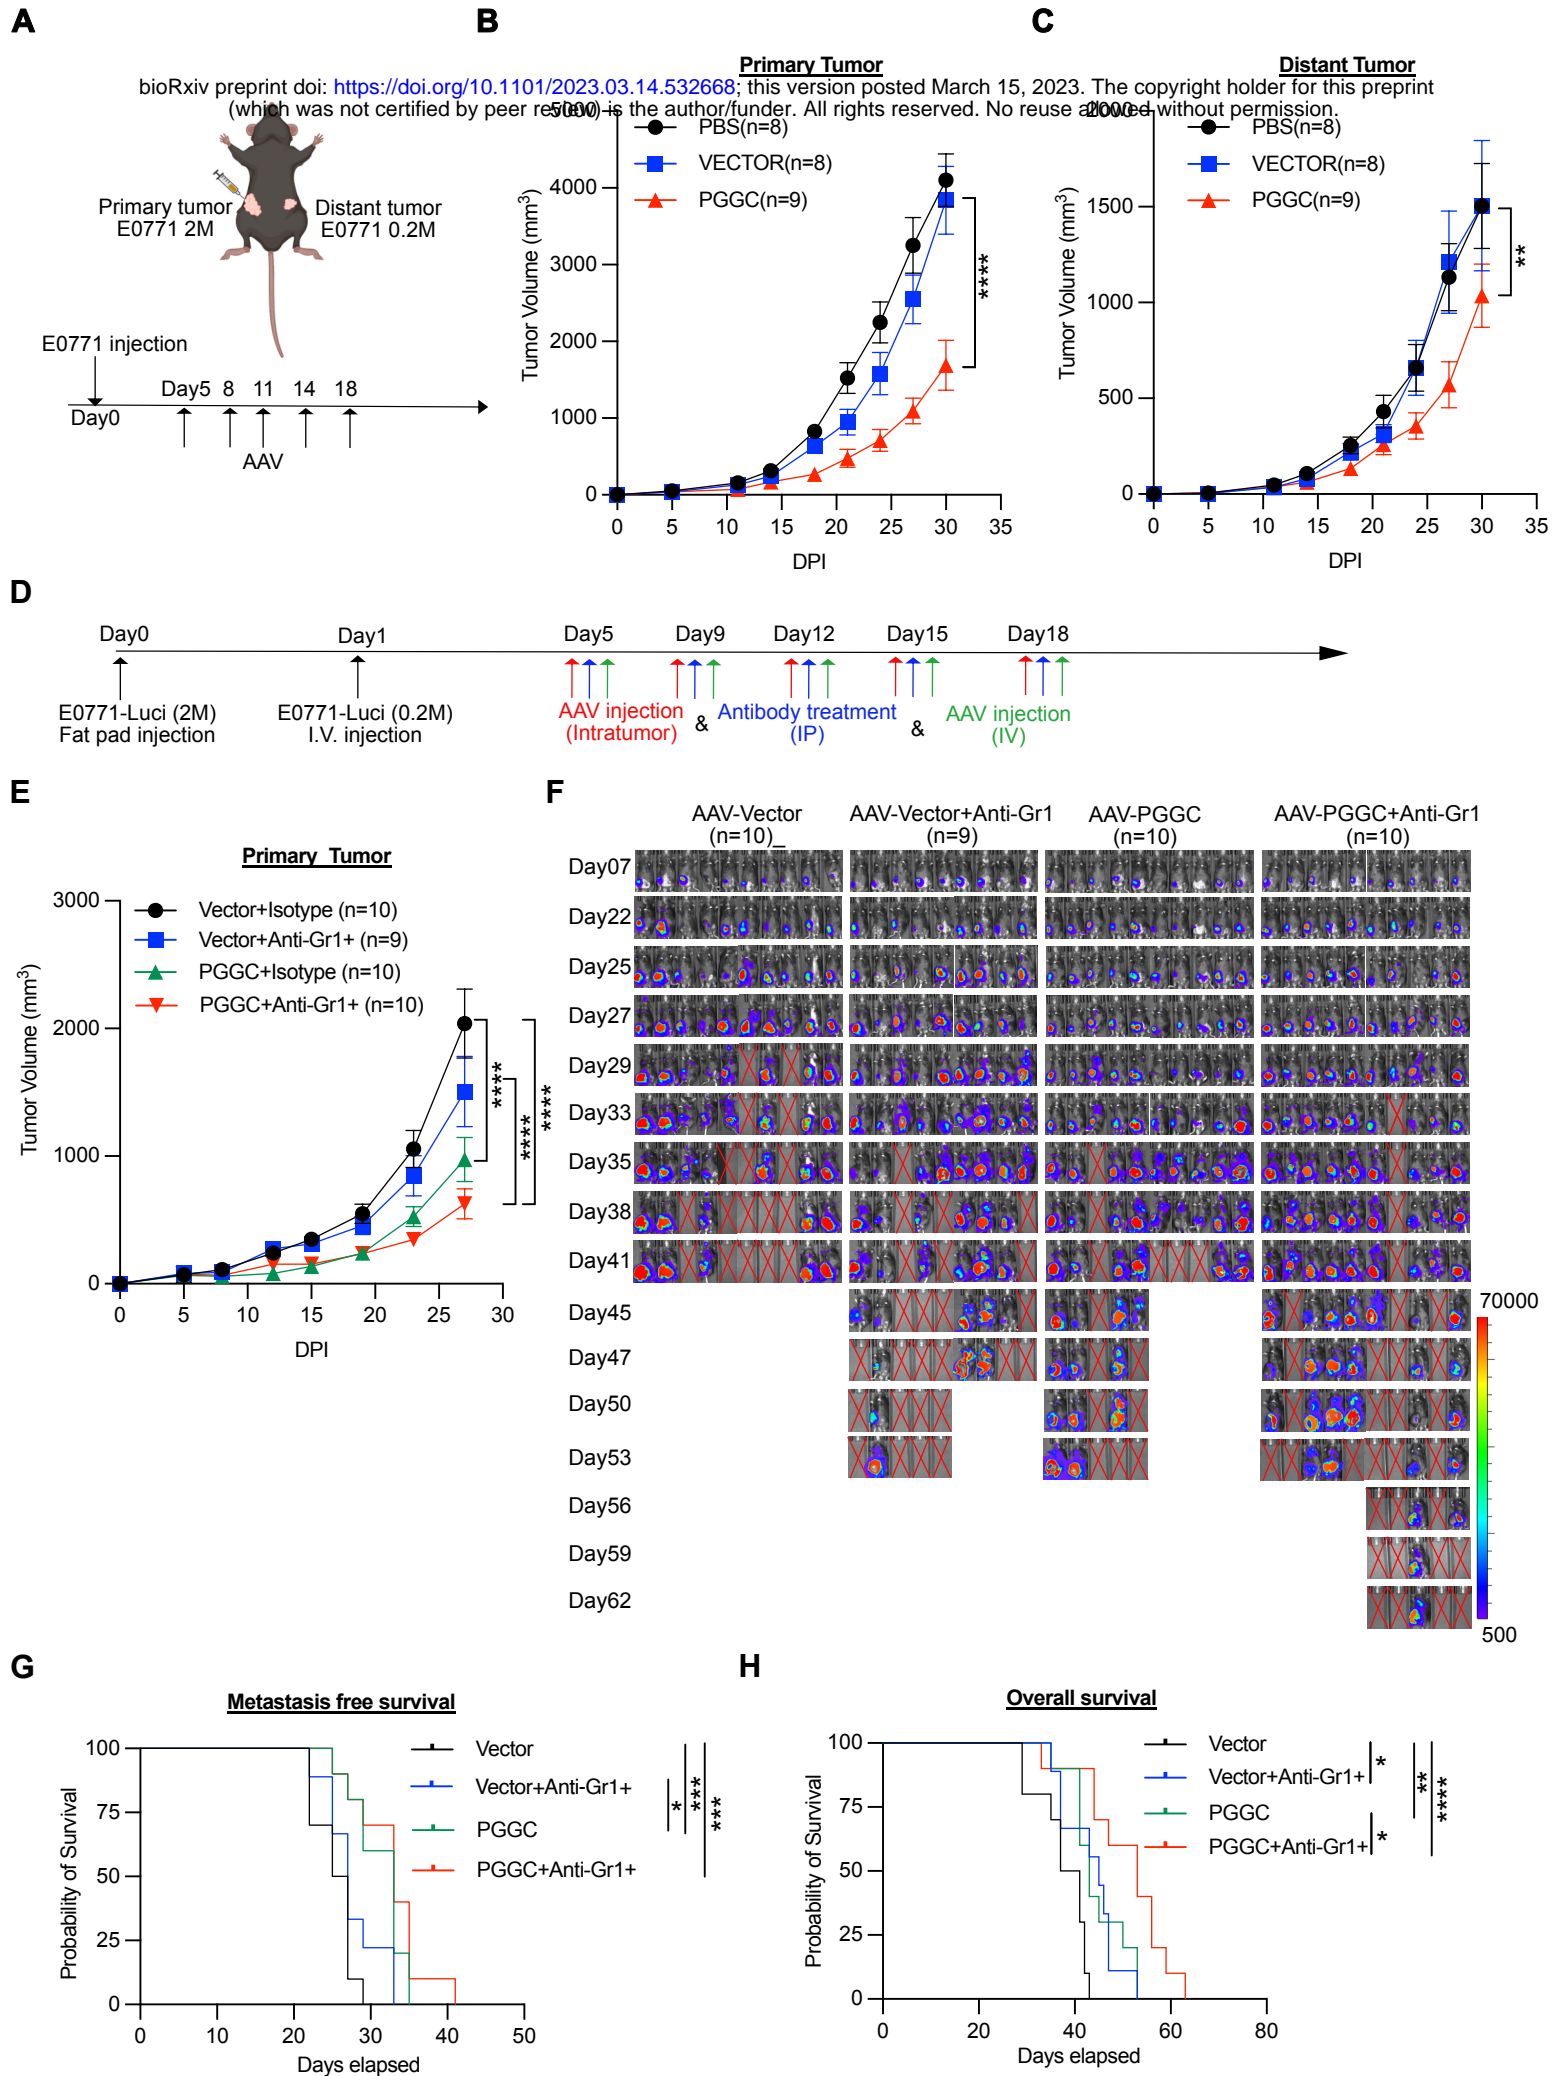 A
B
C
Primary Tumor
Distant Tumor
bioRxiv preprint doi: https://doi.org/10.1101/2023.03.14.532668; this version posted March 15, 2023. The copyright holder for this preprint
(which was not certified by peer review) is the author/funder. All rights reserved. No reuse allowed without permission.
Primary tumor
E0771 2M
Distant tumor
E0771 0.2M
E0771 injection
Day0
Day5 8 11 14 18
AAV
5000
4000
3000
2000
1000
0
Tumor Volume (mm³)
PBS(n=8)
VECTOR(n=8)
PGGC(n=9)
****
0 5 10 15 20 25 30 35
DPI
2000
1500
1000
500
0
Tumor Volume (mm³)
PBS(n=8)
VECTOR(n=8)
PGGC(n=9)
**
0 5 10 15 20 25 30 35
DPI
D
Day0 Day1 Day5 Day9 Day12 Day15 Day18
E0771-Luci (2M)
Fat pad injection
E0771-Luci (0.2M)
I.V. injection
AAV injection
(Intratumor)
&
Antibody treatment
(IP)
&
AAV injection
(IV)
E
Primary Tumor
3000
2000
1000
0
Tumor Volume (mm³)
Vector+Isotype (n=10)
Vector+Anti-Gr1+ (n=9)
PGGC+Isotype (n=10)
PGGC+Anti-Gr1+ (n=10)
****
****
****
0 5 10 15 20 25 30
DPI
F
AAV-Vector
(n=10)_
AAV-Vector+Anti-Gr1
(n=9)
AAV-PGGC
(n=10)
AAV-PGGC+Anti-Gr1
(n=10)
Day07
Day22
Day25
Day27
Day29
Day33
Day35
Day38
Day41
Day45
Day47
Day50
Day53
Day56
Day59
Day62
70000
500
G
Metastasis free survival
100
75
50
25
0
Probability of Survival
Vector
Vector+Anti-Gr1+
PGGC
PGGC+Anti-Gr1+
*
***
***
0 10 20 30 40 50
Days elapsed
H
Overall survival
100
75
50
25
0
Probability of Survival
Vector
Vector+Anti-Gr1+
PGGC
PGGC+Anti-Gr1+
*
*
**
****
0 20 40 60 80
Days elapsed